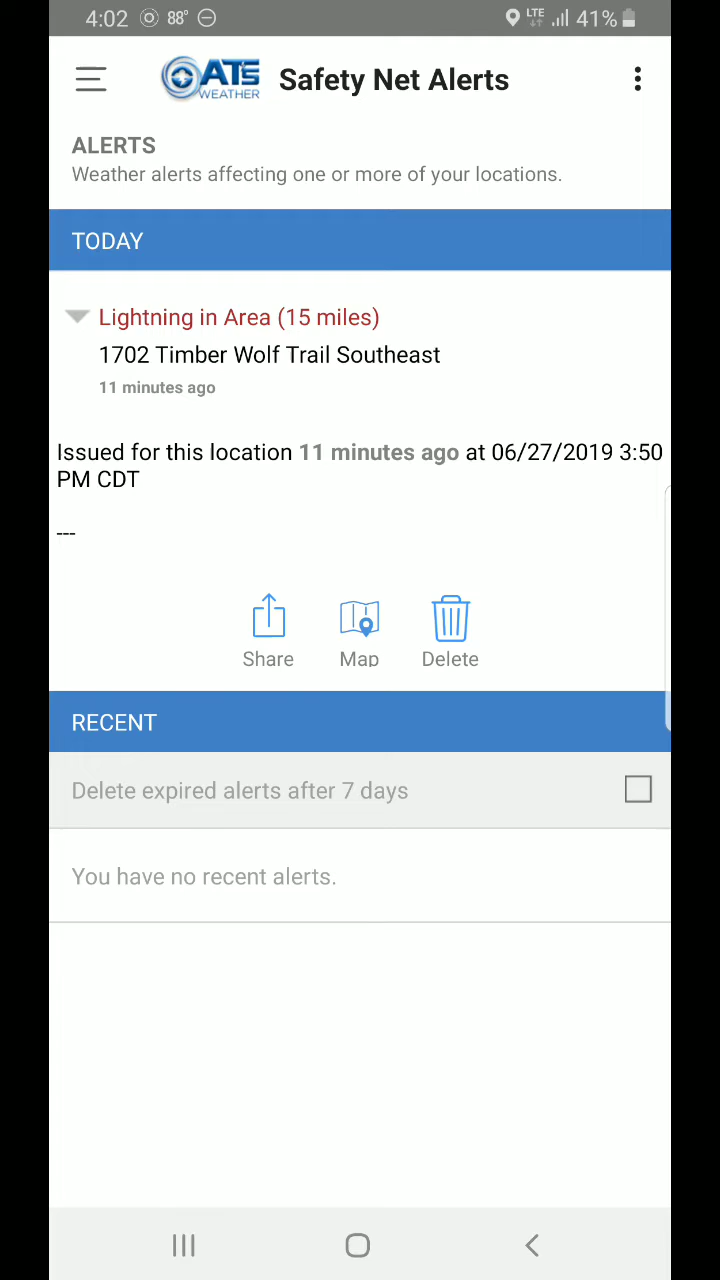 4:02 88° LTE 41%
ATS WEATHER Safety Net Alerts
ALERTS
Weather alerts affecting one or more of your locations.
TODAY
Lightning in Area (15 miles)
1702 Timber Wolf Trail Southeast
11 minutes ago
Issued for this location 11 minutes ago at 06/27/2019 3:50
PM CDT
---
Share Map Delete
RECENT
Delete expired alerts after 7 days
You have no recent alerts.